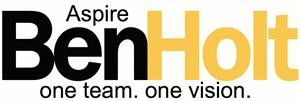 Aspire
BenHolt
one team. one vision.